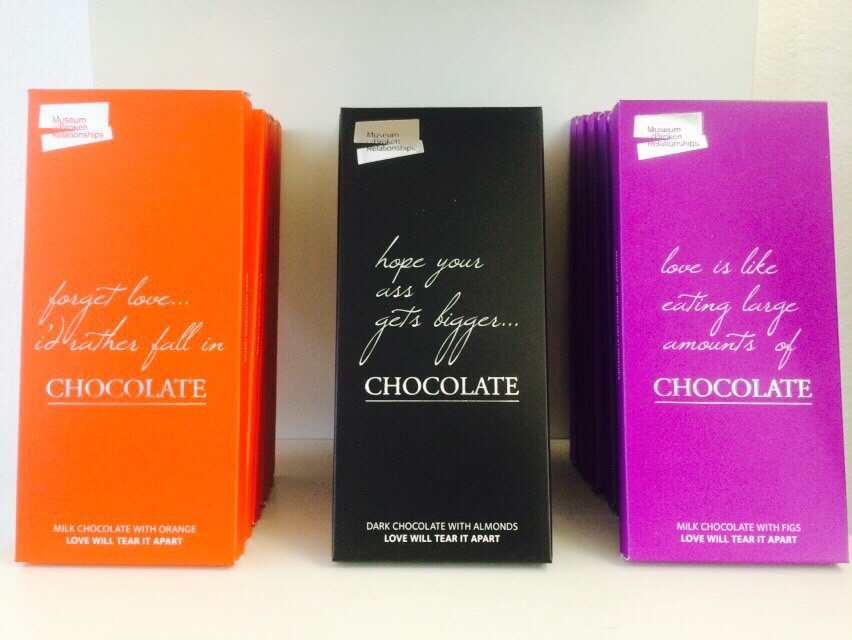 Museum
of Broken
Relationships
forget love...
i'd rather fall in
CHOCOLATE
MILK CHOCOLATE WITH ORANGE
LOVE WILL TEAR IT APART
Museum
of Broken
Relationships
hope your
ass
gets bigger...
CHOCOLATE
DARK CHOCOLATE WITH ALMONDS
LOVE WILL TEAR IT APART
Museum
of Broken
Relationships
love is like
eating large
amounts of
CHOCOLATE
MILK CHOCOLATE WITH FIGS
LOVE WILL TEAR IT APART